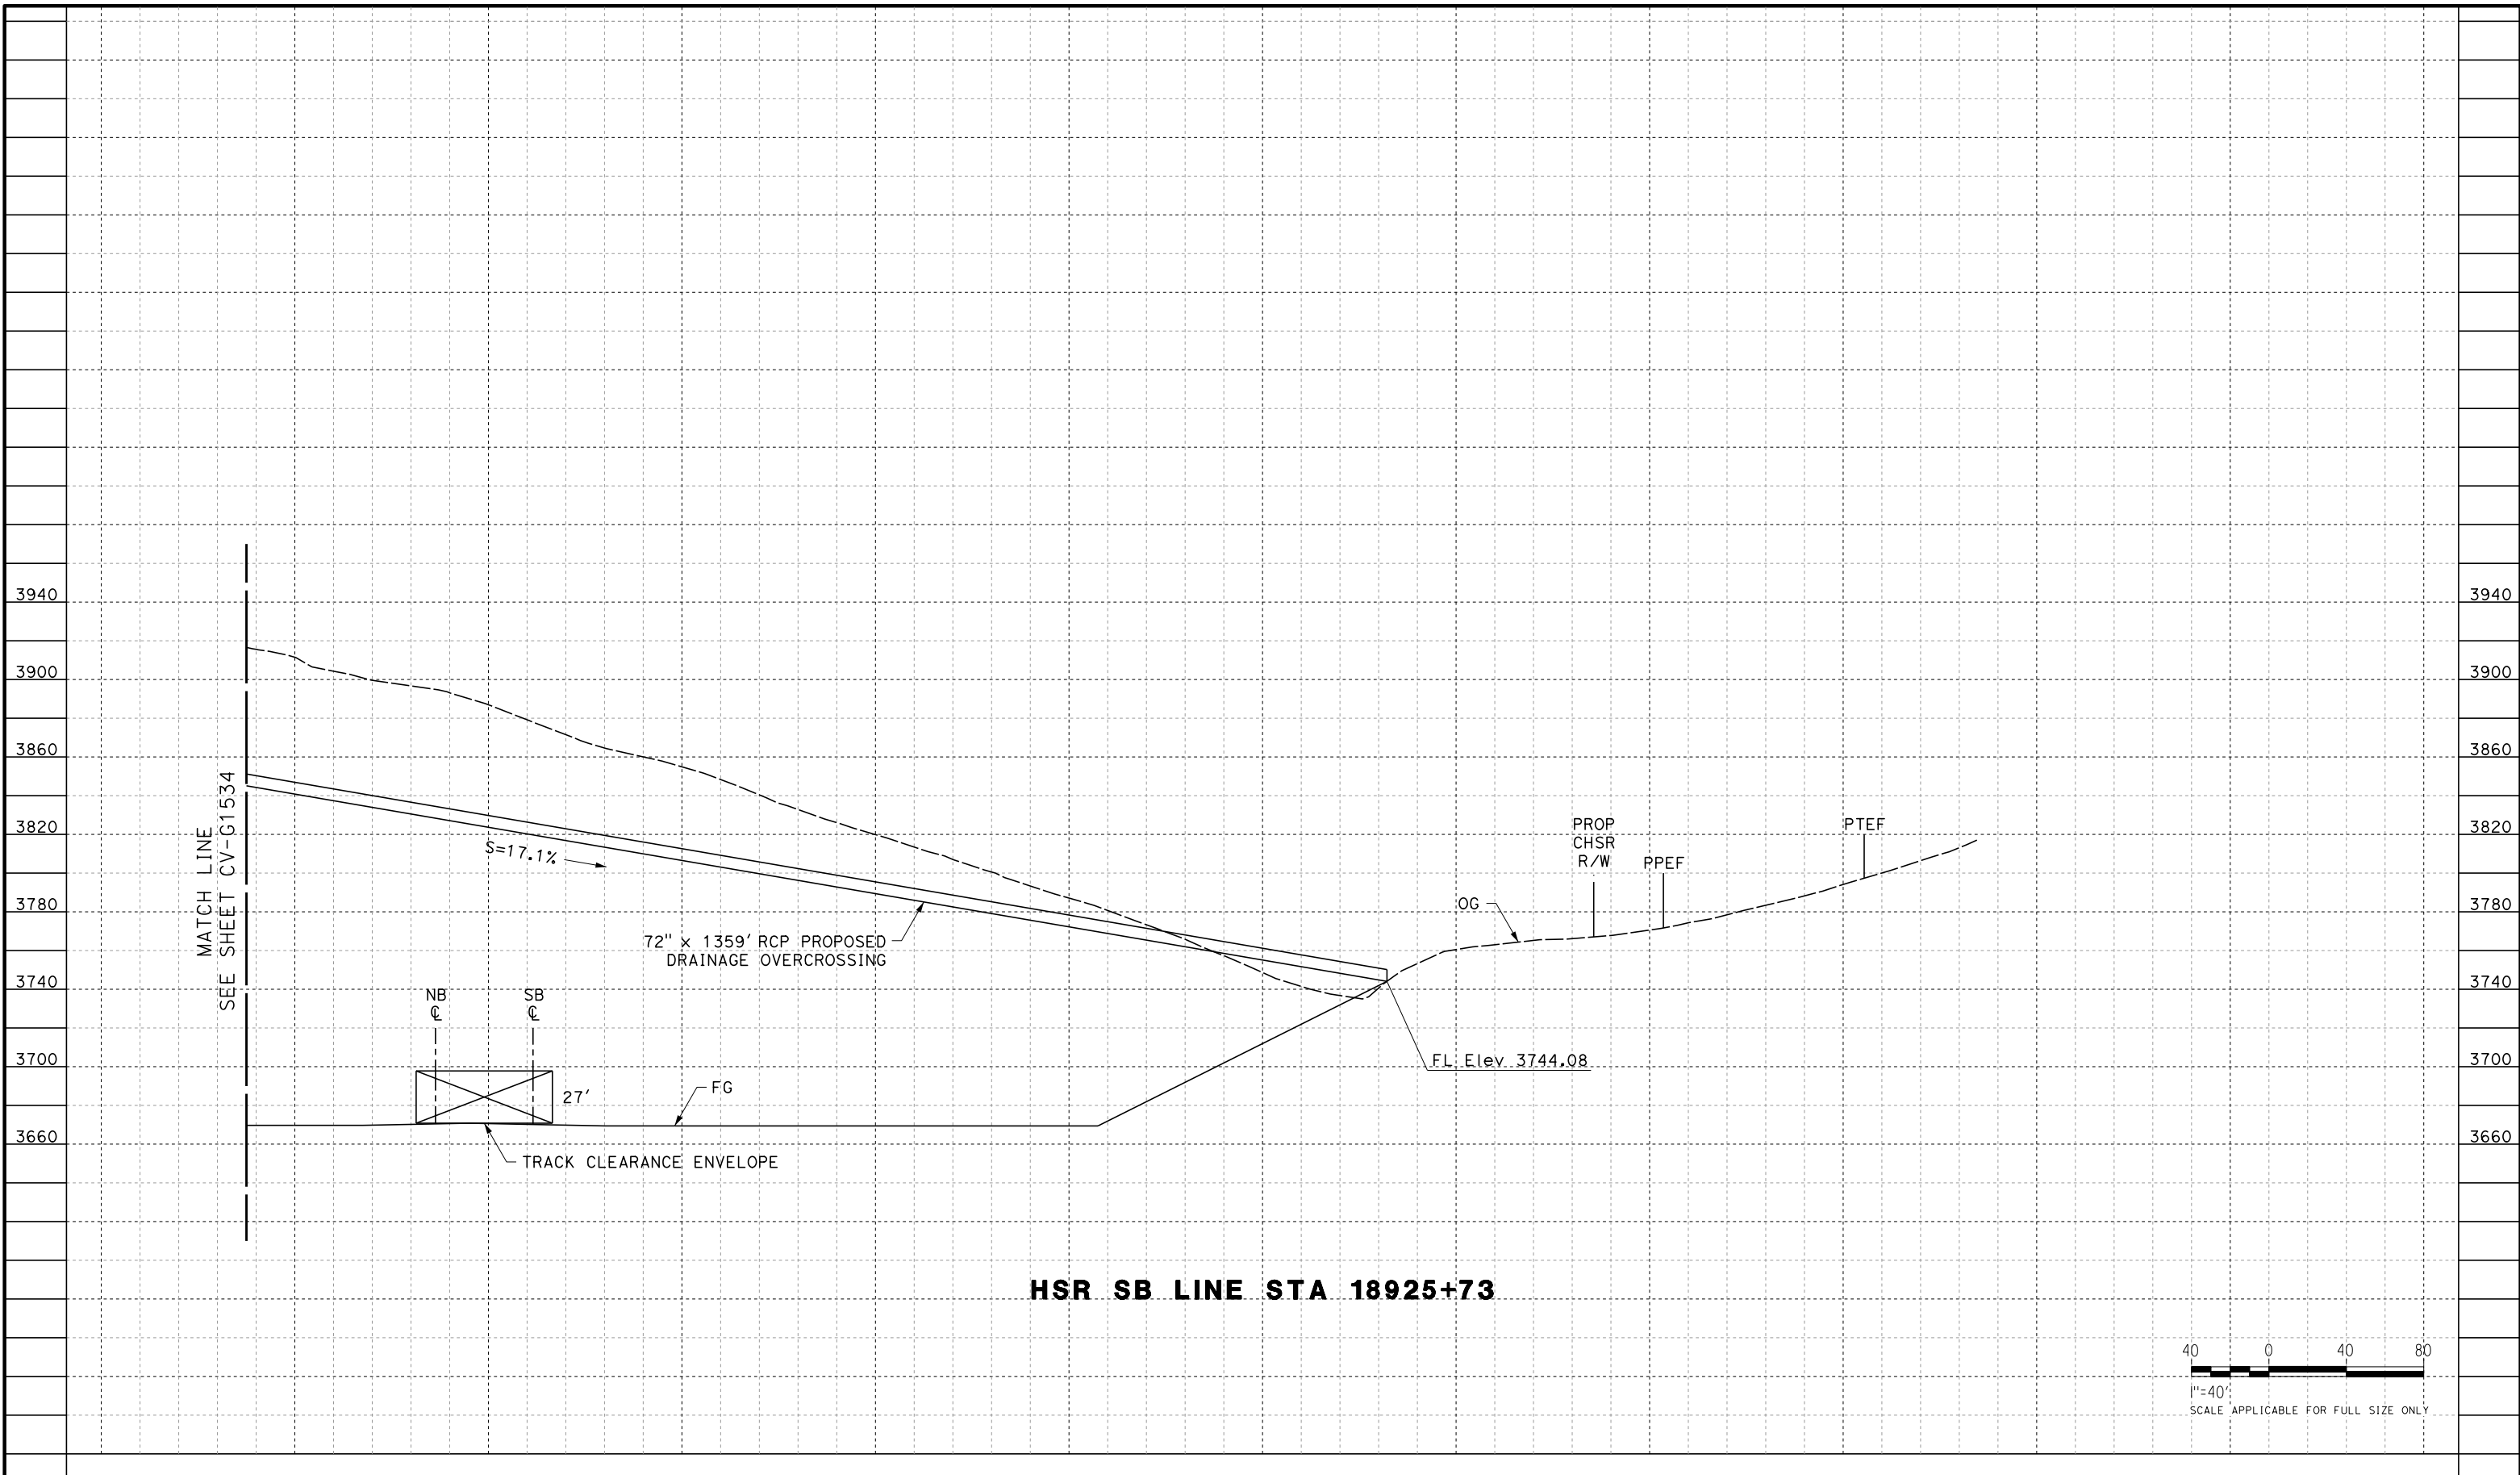 3940
3900
3860
3820
3780
3740
3700
3660
MATCH LINE
SEE SHEET CV-G1534
S=17.1%
72" x 1359' RCP PROPOSED
DRAINAGE OVERCROSSING
NB
℄
SB
℄
27'
FG
TRACK CLEARANCE ENVELOPE
FL Elev 3744.08
OG
PROP
CHSR
R/W
PPEF
PTEF
3940
3900
3860
3820
3780
3740
3700
3660
HSR SB LINE STA 18925+73
40 0 40 80
1"=40'
SCALE APPLICABLE FOR FULL SIZE ONLY